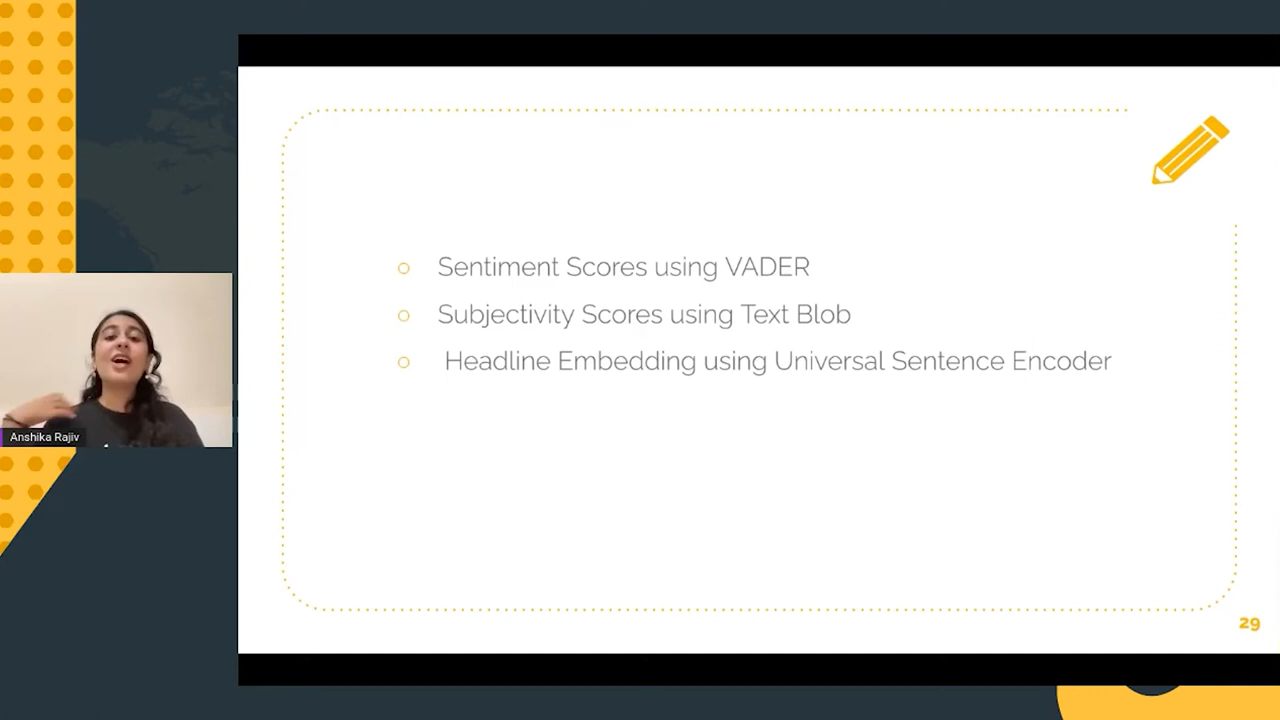 Sentiment Scores using VADER
Subjectivity Scores using Text Blob
Headline Embedding using Universal Sentence Encoder
Anshika Rajiv
29